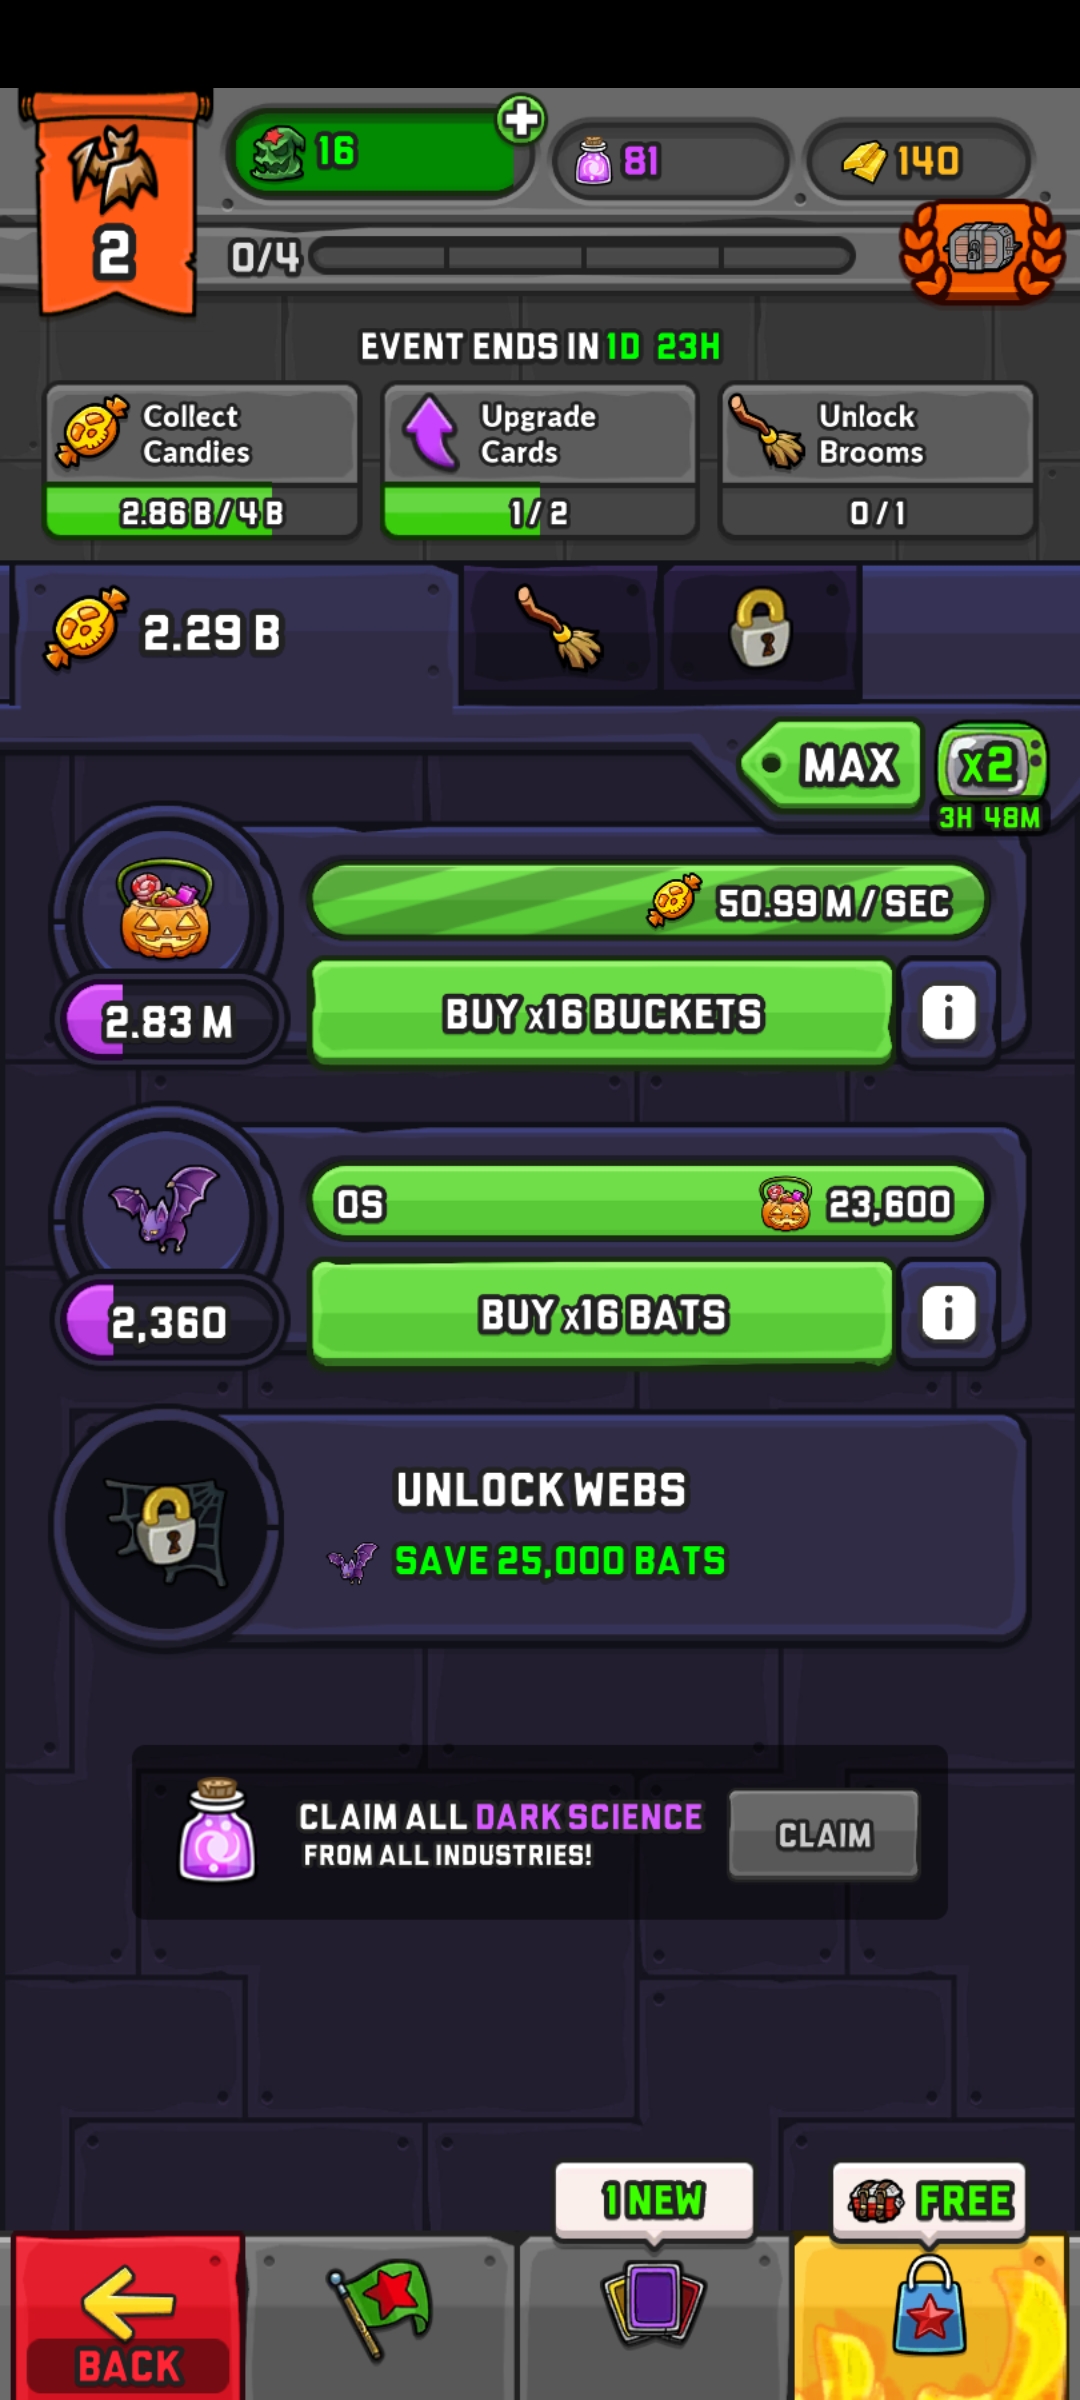 16
81
140
2
0/4
EVENT ENDS IN 1D 23H
Collect
Candies
2.86 B / 4 B
Upgrade
Cards
1 / 2
Unlock
Brooms
0 / 1
2.29 B
MAX
x2
3H 48M
50.99 M / SEC
2.83 M
BUY x16 BUCKETS
i
0S
23,600
2,360
BUY x16 BATS
i
UNLOCK WEBS
SAVE 25,000 BATS
CLAIM ALL DARK SCIENCE
FROM ALL INDUSTRIES!
CLAIM
1 NEW
FREE
BACK